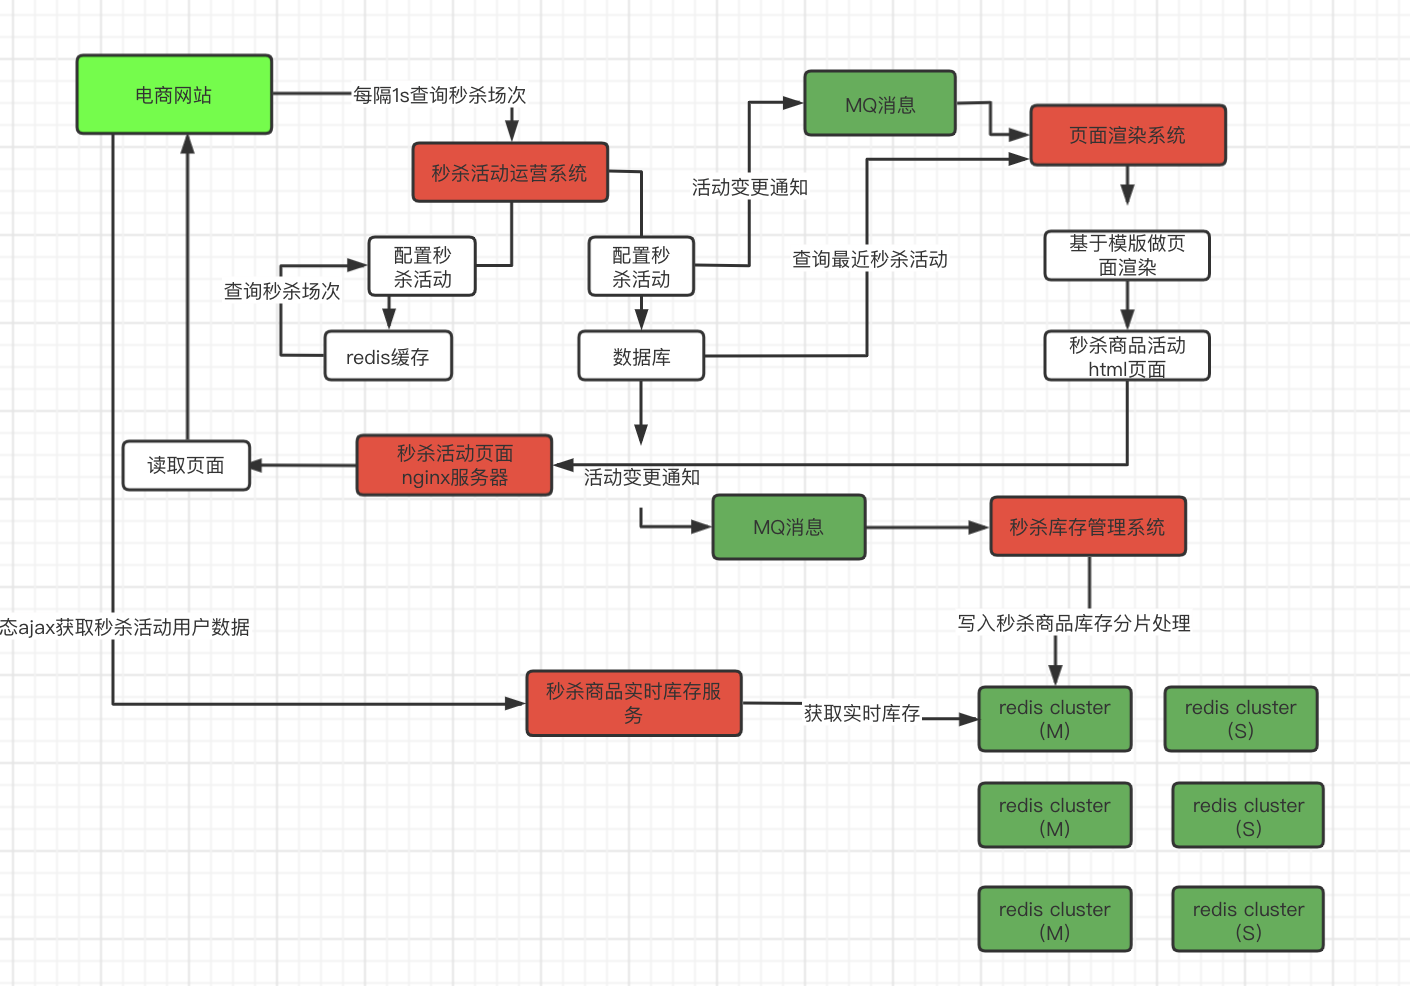 电商网站
每隔1s查询秒杀场次
MQ消息
页面渲染系统
秒杀活动运营系统
活动变更通知
配置秒
杀活动
配置秒
杀活动
查询最近秒杀活动
基于模版做页
面渲染
查询秒杀场次
redis缓存
数据库
秒杀商品活动
html页面
读取页面
秒杀活动页面
nginx服务器
活动变更通知
MQ消息
秒杀库存管理系统
态ajax获取秒杀活动用户数据
写入秒杀商品库存分片处理
秒杀商品实时库存服
务
获取实时库存
redis cluster
(M)
redis cluster
(S)
redis cluster
(M)
redis cluster
(S)
redis cluster
(M)
redis cluster
(S)